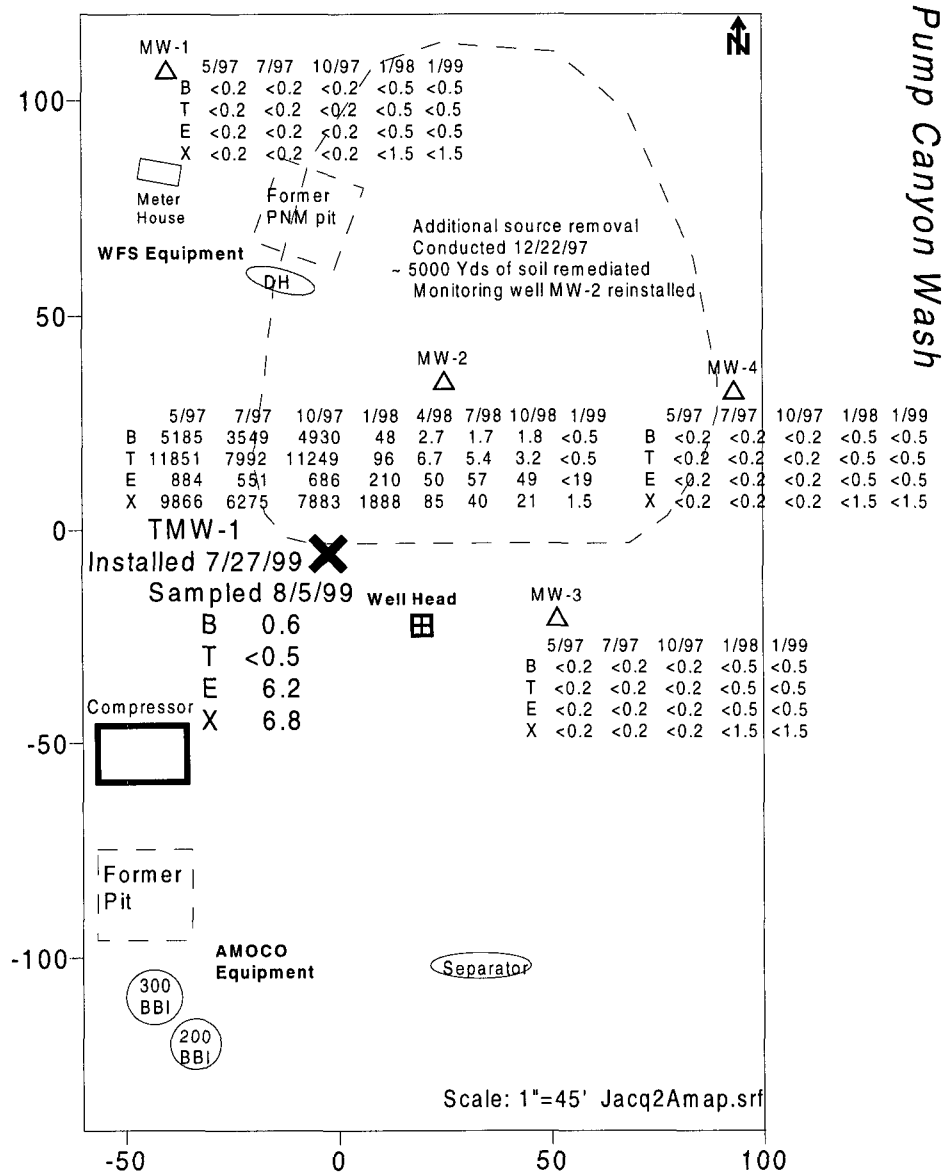 Pump Canyon Wash
N
MW-1
5/97 7/97 10/97 1/98 1/99
B <0.2 <0.2 <0.2 <0.5 <0.5
100
T <0.2 <0.2 <0.2 <0.5 <0.5
E <0.2 <0.2 <0.2 <0.5 <0.5
X <0.2 <0.2 <0.2 <1.5 <1.5
Meter
House
Former
PNM pit
WFS Equipment
DH
Additional source removal
Conducted 12/22/97
~ 5000 Yds of soil remediated
Monitoring well MW-2 reinstalled
50
MW-2
5/97 7/97 10/97 1/98 4/98 7/98 10/98 1/99
B 5185 3549 4930 48 2.7 1.7 1.8 <0.5
T 11851 7992 11249 96 6.7 5.4 3.2 <0.5
E 884 551 686 210 50 57 49 <19
X 9866 6275 7883 1888 85 40 21 1.5
MW-4
5/97 7/97 10/97 1/98 1/99
B <0.2 <0.2 <0.2 <0.5 <0.5
T <0.2 <0.2 <0.2 <0.5 <0.5
E <0.2 <0.2 <0.2 <0.5 <0.5
X <0.2 <0.2 <0.2 <1.5 <1.5
0
TMW-1
Installed 7/27/99
Sampled 8/5/99
B 0.6
T <0.5
E 6.2
X 6.8
Well Head
MW-3
5/97 7/97 10/97 1/98 1/99
B <0.2 <0.2 <0.2 <0.5 <0.5
T <0.2 <0.2 <0.2 <0.5 <0.5
E <0.2 <0.2 <0.2 <0.5 <0.5
X <0.2 <0.2 <0.2 <1.5 <1.5
Compressor
-50
Former
Pit
-100
AMOCO
Equipment
Separator
300
BBl
200
BBl
Scale: 1"=45' Jacq2Amap.srf
-50 0 50 100